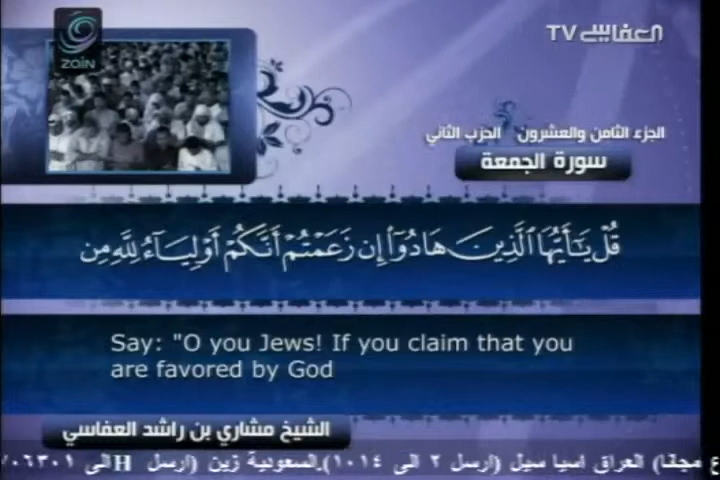 ZAIN
العفاسي TV
الجزء الثامن والعشرون الحزب الثاني
سورة الجمعة
قُلْ يَٰٓأَيُّهَا ٱلَّذِينَ هَادُوٓا۟ إِن زَعَمْتُمْ أَنَّكُمْ أَوْلِيَآءُ لِلَّهِ مِن
Say: "O you Jews! If you claim that you
are favored by God
الشيخ مشاري بن راشد العفاسي
ع مجانا) العراق اسيا سيل (ارسل ٢ الى ١٠١٤)،السعودية زين (ارسل H الى ٠٦٣٠١/